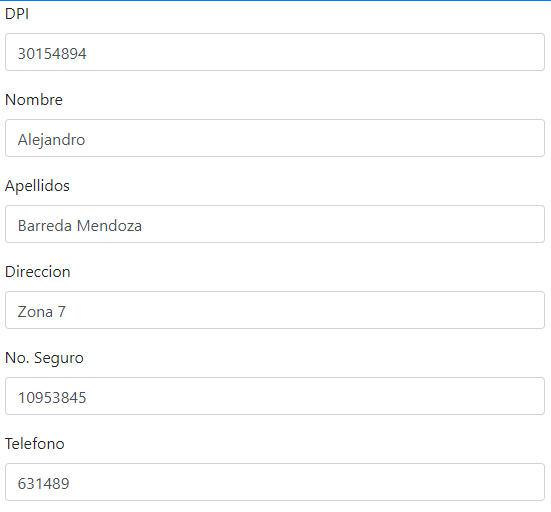 DPI
30154894
Nombre
Alejandro
Apellidos
Barreda Mendoza
Direccion
Zona 7
No. Seguro
10953845
Telefono
631489